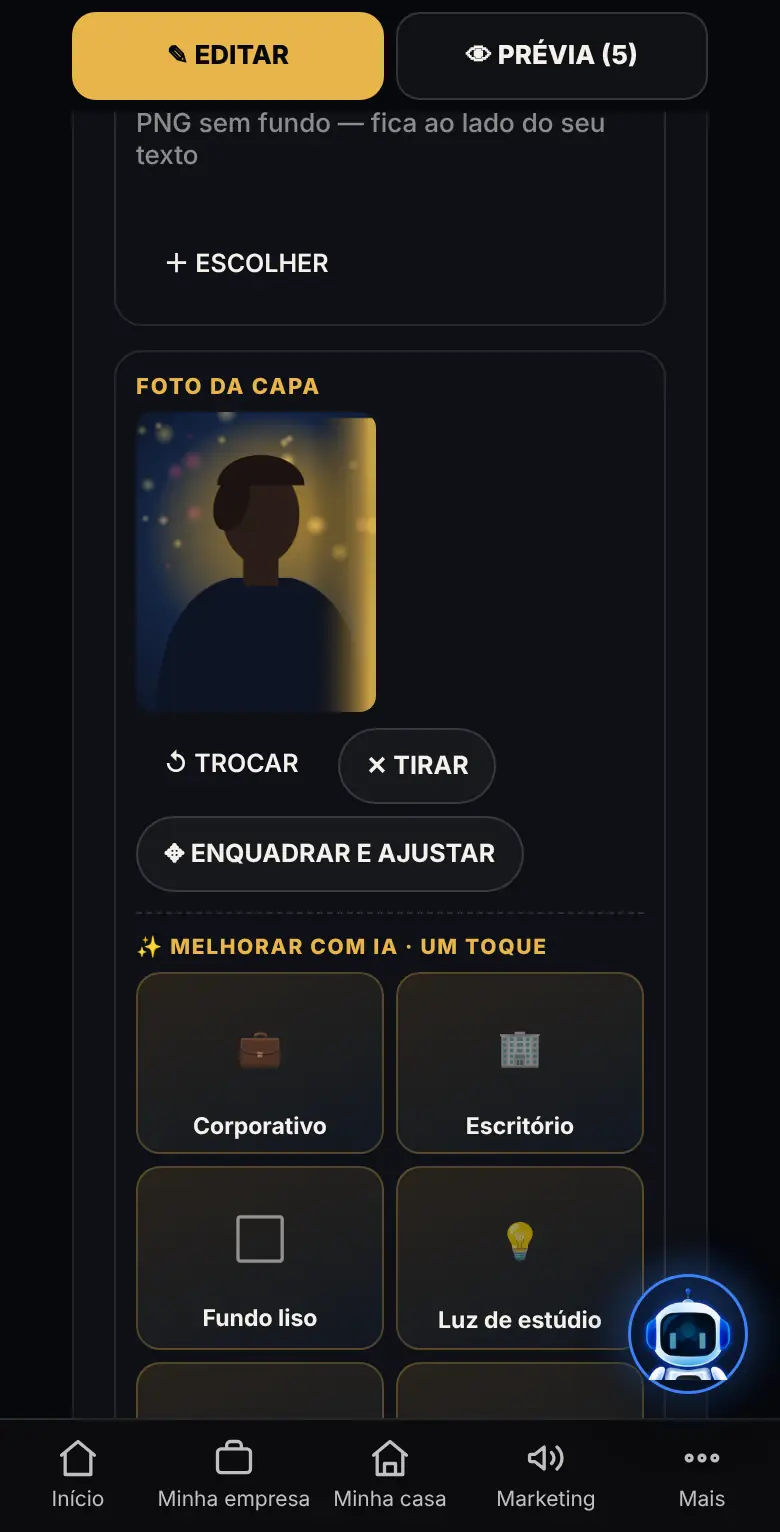 ✎ EDITAR
👁 PRÉVIA (5)
PNG sem fundo — fica ao lado do seu
texto
+ ESCOLHER
FOTO DA CAPA
↺ TROCAR
✕ TIRAR
✥ ENQUADRAR E AJUSTAR
✨ MELHORAR COM IA · UM TOQUE
Corporativo
Escritório
Fundo liso
Luz de estúdio
Início
Minha empresa
Minha casa
Marketing
Mais